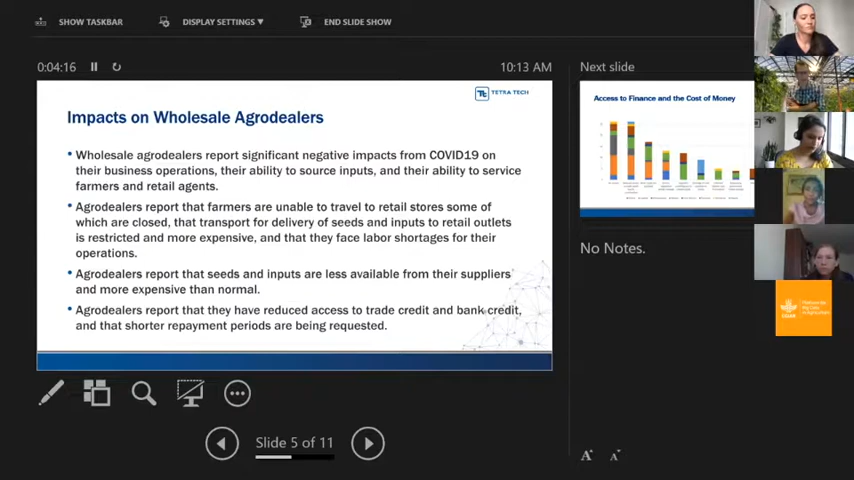 SHOW TASKBAR
DISPLAY SETTINGS ▼
END SLIDE SHOW
0:04:16
10:13 AM
Next slide
TETRA TECH
Impacts on Wholesale Agrodealers
• Wholesale agrodealers report significant negative impacts from COVID19 on
their business operations, their ability to source inputs, and their ability to service
farmers and retail agents.
• Agrodealers report that farmers are unable to travel to retail stores some of
which are closed, that transport for delivery of seeds and inputs to retail outlets
is restricted and more expensive, and that they face labor shortages for their
operations.
• Agrodealers report that seeds and inputs are less available from their suppliers
and more expensive than normal.
• Agrodealers report that they have reduced access to trade credit and bank credit,
and that shorter repayment periods are being requested.
Access to Finance and the Cost of Money
No Notes.
CGIAR
Slide 5 of 11
A A